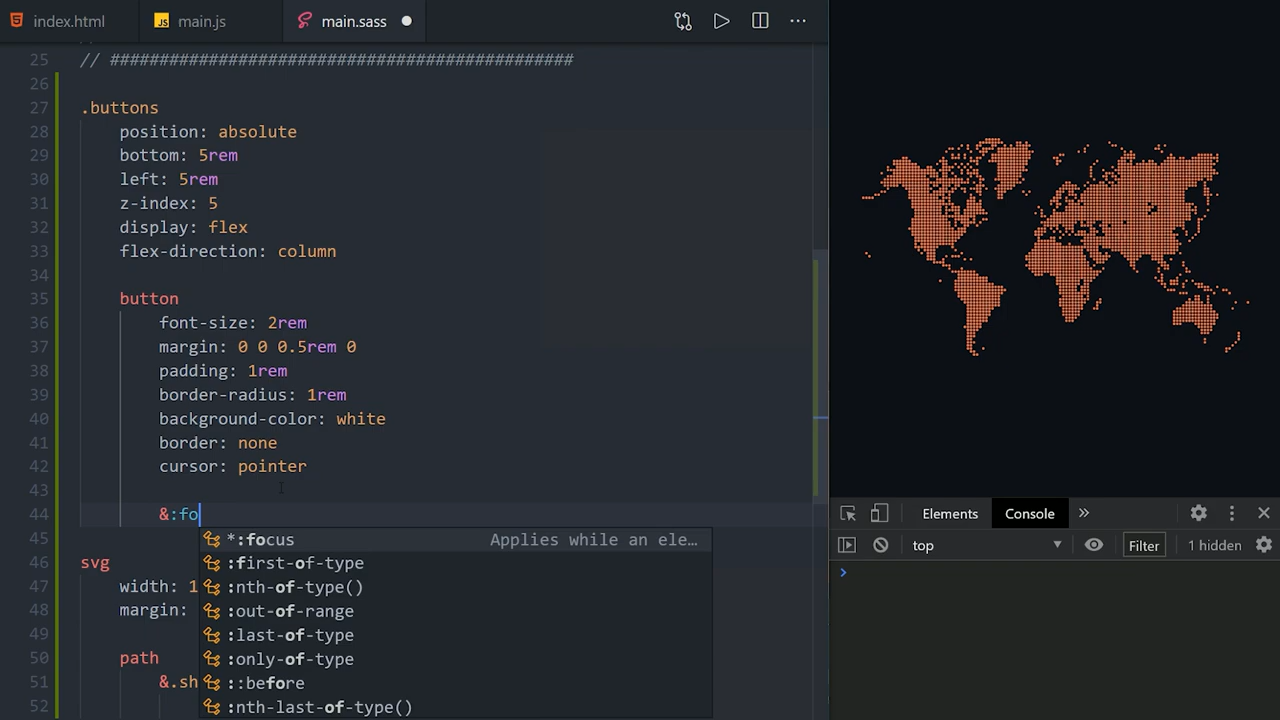 index.html JS main.js main.sass
25 // ###############################################
26
27 .buttons
28 position: absolute
29 bottom: 5rem
30 left: 5rem
31 z-index: 5
32 display: flex
33 flex-direction: column
34
35 button
36 font-size: 2rem
37 margin: 0 0 0.5rem 0
38 padding: 1rem
39 border-radius: 1rem
40 background-color: white
41 border: none
42 cursor: pointer
43
44 &:fo
45 *:focus Applies while an ele…
46 svg :first-of-type
47 width: 1 :nth-of-type()
48 margin: :out-of-range
49 :last-of-type
50 path :only-of-type
51 &.sh ::before
52 :nth-last-of-type()
Elements Console »
top Filter 1 hidden
›